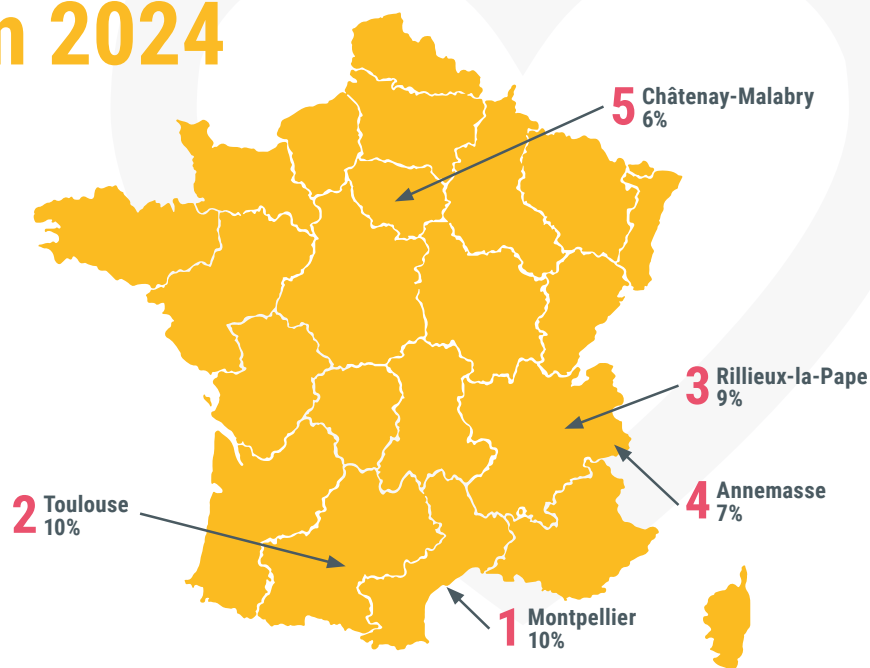 n 2024
5 Châtenay-Malabry
6%
3 Rillieux-la-Pape
9%
4 Annemasse
7%
2 Toulouse
10%
1 Montpellier
10%